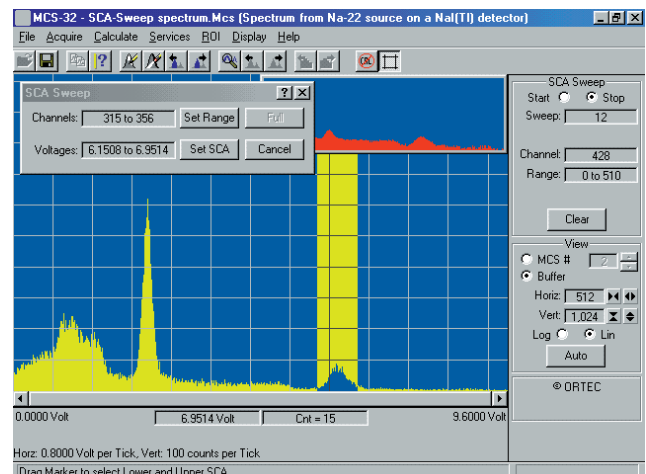 MCS-32 - SCA-Sweep spectrum.Mcs (Spectrum from Na-22 source on a NaI(Tl) detector)
File Acquire Calculate Services ROI Display Help
SCA Sweep
Channels: 315 to 356 Set Range Full
Voltages: 6.1508 to 6.9514 Set SCA Cancel
SCA Sweep
Start Stop
Sweep: 12
Channel: 428
Range: 0 to 510
Clear
View
MCS # 2
Buffer
Horiz: 512
Vert: 1,024
Log Lin
Auto
© ORTEC
0.0000 Volt 6.9514 Volt Cnt = 15 9.6000 Volt
Horz: 0.8000 Volt per Tick, Vert: 100 counts per Tick
Drag Marker to select Lower and Upper SCA